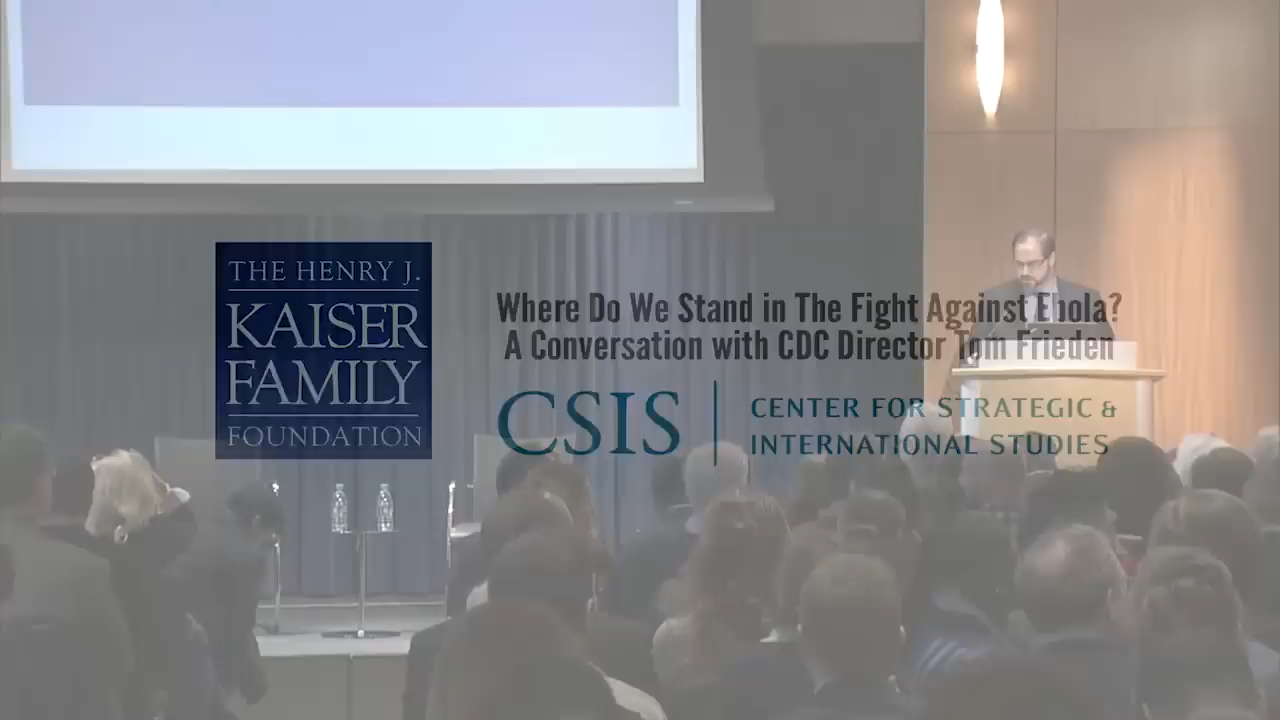 THE HENRY J.
KAISER
FAMILY
FOUNDATION
Where Do We Stand in The Fight Against Ebola?
A Conversation with CDC Director Tom Frieden
CSIS
CENTER FOR STRATEGIC &
INTERNATIONAL STUDIES